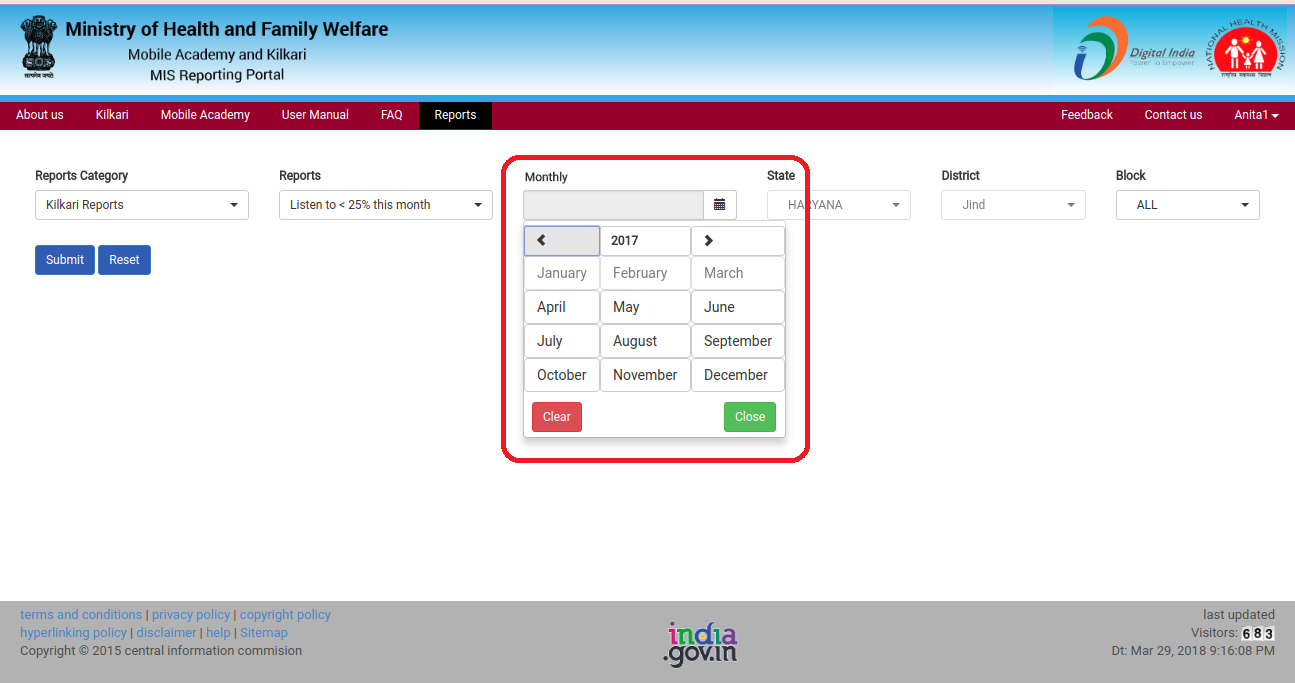 Ministry of Health and Family Welfare
Mobile Academy and Kilkari
MIS Reporting Portal
सत्यमेव जयते
Digital India
Power To Empower
NATIONAL HEALTH MISSION
राष्ट्रीय स्वास्थ्य मिशन
About us Kilkari Mobile Academy User Manual FAQ Reports Feedback Contact us Anita1
Reports Category Reports Monthly State District Block
Kilkari Reports Listen to < 25% this month HARYANA Jind ALL
2017
Submit Reset
January February March
April May June
July August September
October November December
Clear Close
terms and conditions | privacy policy | copyright policy
hyperlinking policy | disclaimer | help | Sitemap
Copyright © 2015 central information commision
india
.gov.in
last updated
Visitors: 683
Dt: Mar 29, 2018 9:16:08 PM